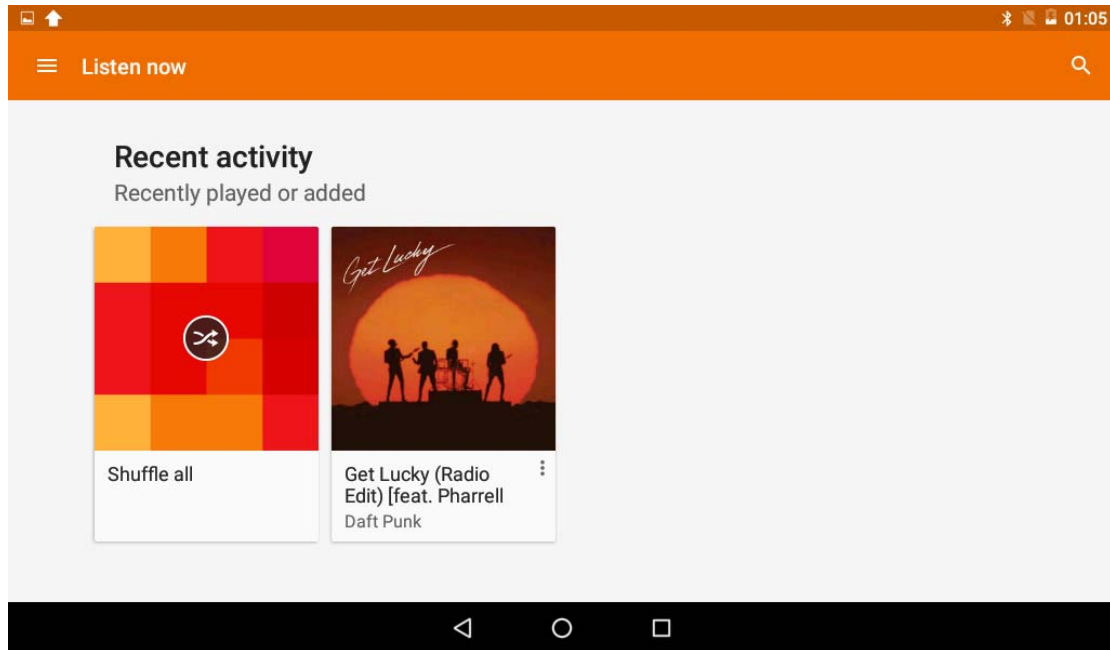 01:05
Listen now
Recent activity
Recently played or added
Get Lucky
Shuffle all
Get Lucky (Radio
Edit) [feat. Pharrell
Daft Punk